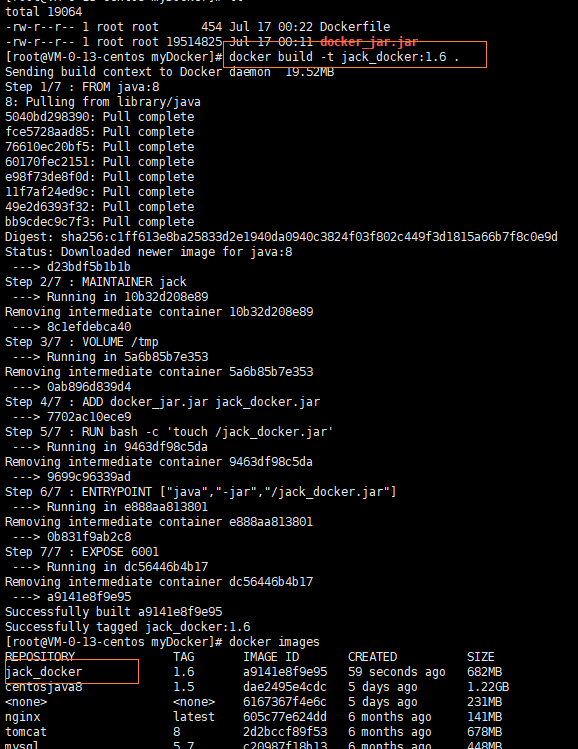 total 19064
-rw-r--r-- 1 root root      454 Jul 17 00:22 Dockerfile
-rw-r--r-- 1 root root 19514825 Jul 17 00:11 docker_jar.jar
[root@VM-0-13-centos myDocker]# docker build -t jack_docker:1.6 .
Sending build context to Docker daemon  19.52MB
Step 1/7 : FROM java:8
8: Pulling from library/java
5040bd298390: Pull complete
fce5728aad85: Pull complete
76610ec20bf5: Pull complete
60170fec2151: Pull complete
e98f73de8f0d: Pull complete
11f7af24ed9c: Pull complete
49e2d6393f32: Pull complete
bb9cdec9c7f3: Pull complete
Digest: sha256:c1ff613e8ba25833d2e1940da0940c3824f03f802c449f3d1815a66b7f8c0e9d
Status: Downloaded newer image for java:8
 ---> d23bdf5b1b1b
Step 2/7 : MAINTAINER jack
 ---> Running in 10b32d208e89
Removing intermediate container 10b32d208e89
 ---> 8c1efdebca40
Step 3/7 : VOLUME /tmp
 ---> Running in 5a6b85b7e353
Removing intermediate container 5a6b85b7e353
 ---> 0ab896d839d4
Step 4/7 : ADD docker_jar.jar jack_docker.jar
 ---> 7702ac10ece9
Step 5/7 : RUN bash -c 'touch /jack_docker.jar'
 ---> Running in 9463df98c5da
Removing intermediate container 9463df98c5da
 ---> 9699c96339ad
Step 6/7 : ENTRYPOINT ["java","-jar","/jack_docker.jar"]
 ---> Running in e888aa813801
Removing intermediate container e888aa813801
 ---> 0b831f9ab2c8
Step 7/7 : EXPOSE 6001
 ---> Running in dc56446b4b17
Removing intermediate container dc56446b4b17
 ---> a9141e8f9e95
Successfully built a9141e8f9e95
Successfully tagged jack_docker:1.6
[root@VM-0-13-centos myDocker]# docker images
REPOSITORY              TAG       IMAGE ID       CREATED          SIZE
jack_docker             1.6       a9141e8f9e95   59 seconds ago   682MB
centosjava8             1.5       dae2495e4cdc   5 days ago       1.22GB
<none>                  <none>    6167367f4e6c   5 days ago       231MB
nginx                   latest    605c77e624dd   6 months ago     141MB
tomcat                  8         2d2bccf89f53   6 months ago     678MB
mysql                   5.7       c20987f18b13   6 months ago     448MB